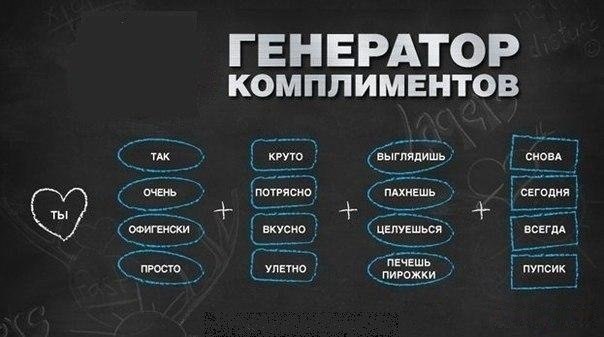 ГЕНЕРАТОР
КОМПЛИМЕНТОВ
ТАК
КРУТО
ВЫГЛЯДИШЬ
СНОВА
ОЧЕНЬ
ПОТРЯСНО
ПАХНЕШЬ
СЕГОДНЯ
ТЫ
+
+
+
ОФИГЕНСКИ
ВКУСНО
ЦЕЛУЕШЬСЯ
ВСЕГДА
ПРОСТО
УЛЕТНО
ПЕЧЕШЬ
ПИРОЖКИ
ПУПСИК